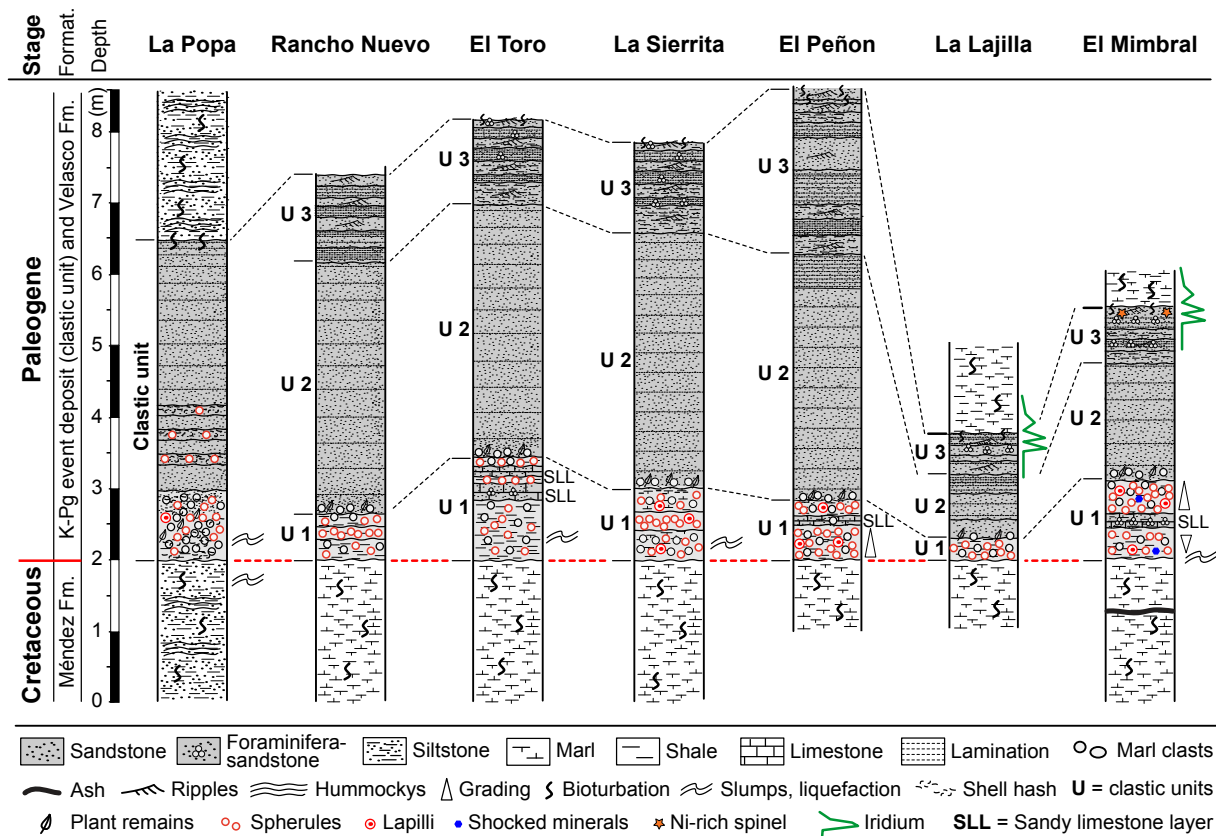 Stage
Format.
Depth
La Popa
Rancho Nuevo
El Toro
La Sierrita
El Peñon
La Lajilla
El Mimbral
Paleogene
Cretaceous
K-Pg event deposit (clastic unit) and Velasco Fm.
Méndez Fm.
(m)
8
7
6
5
4
3
2
1
0
Clastic unit
U 3
U 2
U 1
U 3
U 2
U 1
SLL
SLL
U 3
U 2
U 1
U 3
U 2
U 1
SLL
U 3
U 2
U 1
U 3
U 2
U 1
SLL
Sandstone
Foraminifera-
sandstone
Siltstone
Marl
Shale
Limestone
Lamination
Marl clasts
Ash
Ripples
Hummockys
Grading
Bioturbation
Slumps, liquefaction
Shell hash
U = clastic units
Plant remains
Spherules
Lapilli
Shocked minerals
Ni-rich spinel
Iridium
SLL = Sandy limestone layer